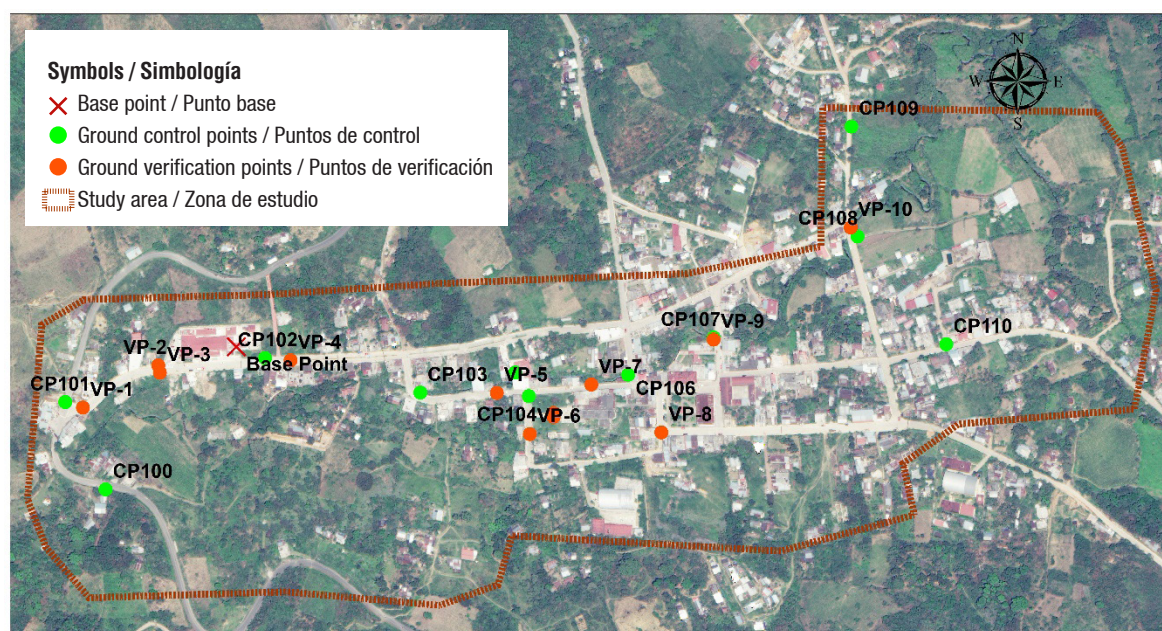 Symbols / Simbología
Base point / Punto base
Ground control points / Puntos de control
Ground verification points / Puntos de verificación
Study area / Zona de estudio
N
W E
S
CP109
CP108 VP-10
CP107 VP-9
CP110
VP-2
VP-3
CP102 VP-4
Base Point
CP101 VP-1
CP103 VP-5
VP-7
CP106
CP104 VP-6
VP-8
CP100